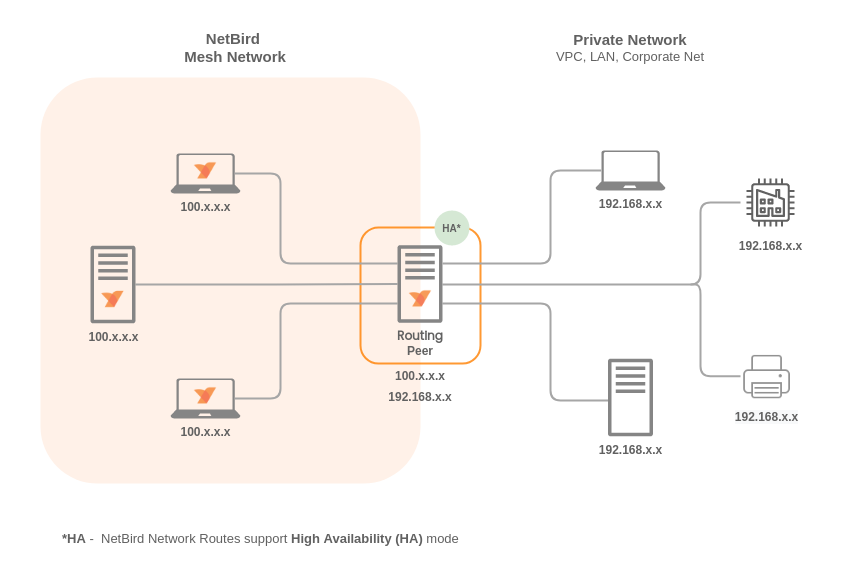 NetBird
Mesh Network
Private Network
VPC, LAN, Corporate Net
100.x.x.x
192.168.x.x
192.168.x.x
HA*
100.x.x.x
Routing
Peer
100.x.x.x
192.168.x.x
100.x.x.x
192.168.x.x
192.168.x.x
*HA - NetBird Network Routes support High Availability (HA) mode